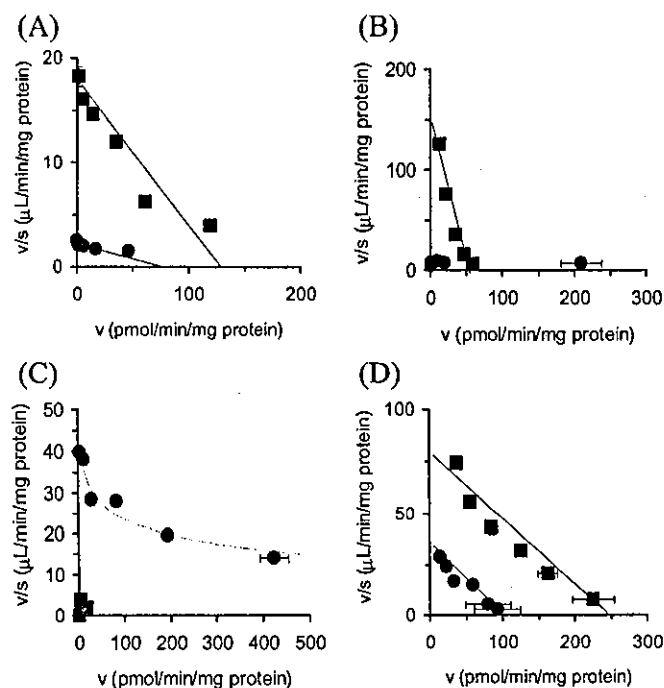 (A)
20
10
0
v/s (μL/min/mg protein)
0 100 200
v (pmol/min/mg protein)
(B)
200
100
0
v/s (μL/min/mg protein)
0 100 200 300
v (pmol/min/mg protein)
(C)
50
40
30
20
10
0
v/s (μL/min/mg protein)
0 100 200 300 400 500
v (pmol/min/mg protein)
(D)
100
50
0
v/s (μL/min/mg protein)
0 100 200 300
v (pmol/min/mg protein)